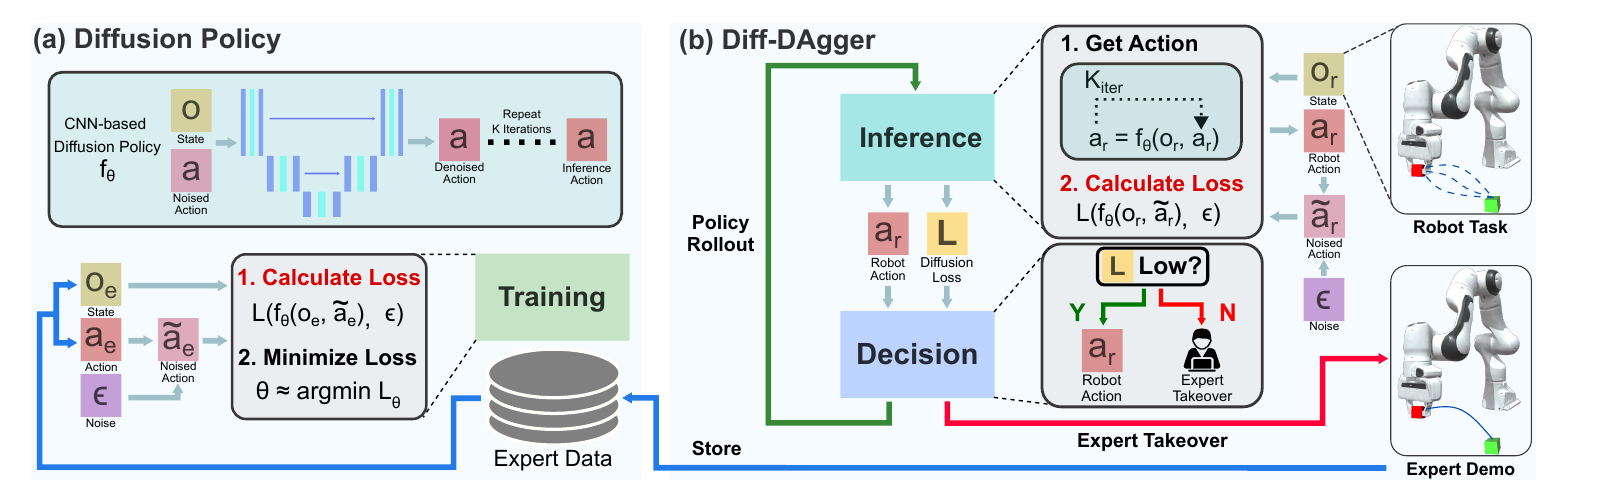 (a) Diffusion Policy
CNN-based
Diffusion Policy
fθ
o
State
a
Noised
Action
a
Denoised
Action
Repeat
K Iterations
a
Inference
Action
oe
State
ae
Action
ãe
Noised
Action
ϵ
Noise
1. Calculate Loss
L(fθ(oe, ãe), ϵ)
2. Minimize Loss
θ ≈ argmin Lθ
Training
Expert Data
(b) Diff-DAgger
Policy
Rollout
Inference
ar
Robot
Action
L
Diffusion
Loss
Decision
1. Get Action
Kiter
ar = fθ(or, ar)
2. Calculate Loss
L(fθ(or, ãr), ϵ)
L Low?
Y
N
ar
Robot
Action
Expert
Takeover
or
State
ar
Robot
Action
ãr
Noised
Action
ϵ
Noise
Robot Task
Expert Takeover
Store
Expert Demo